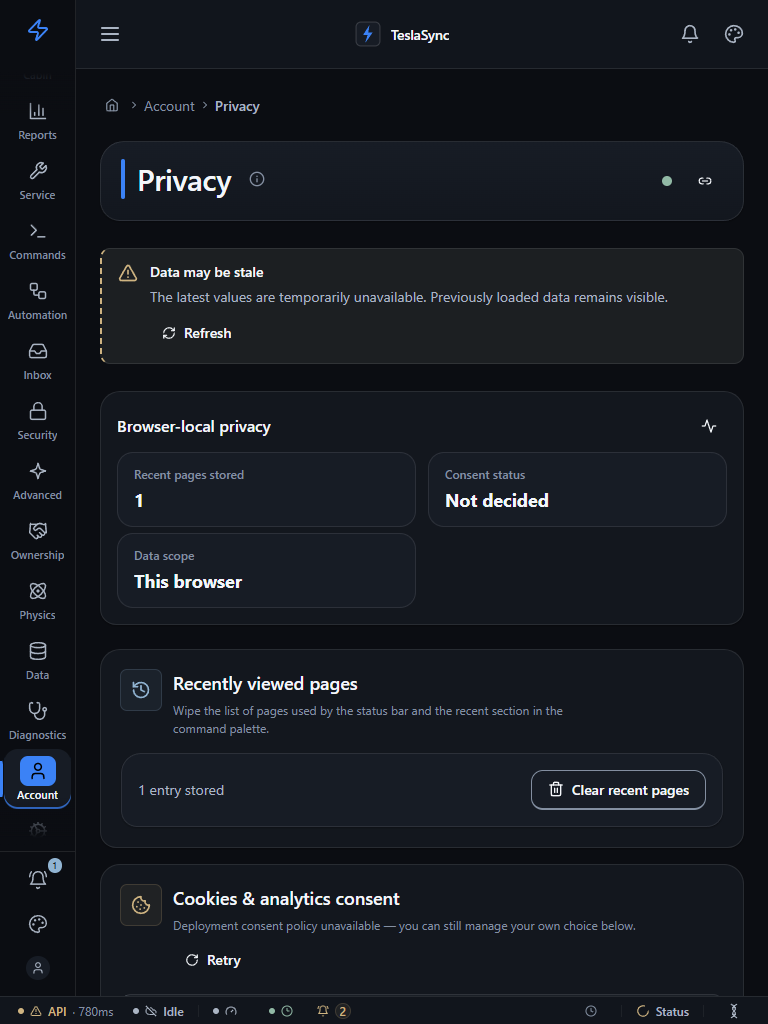 TeslaSync
Account
Privacy
Reports
Service
Commands
Automation
Inbox
Security
Advanced
Ownership
Physics
Data
Diagnostics
Account
1
Privacy
Data may be stale
The latest values are temporarily unavailable. Previously loaded data remains visible.
Refresh
Browser-local privacy
Recent pages stored
1
Consent status
Not decided
Data scope
This browser
Recently viewed pages
Wipe the list of pages used by the status bar and the recent section in the
command palette.
1 entry stored
Clear recent pages
Cookies & analytics consent
Deployment consent policy unavailable — you can still manage your own choice below.
Retry
API · 780ms
Idle
2
Status